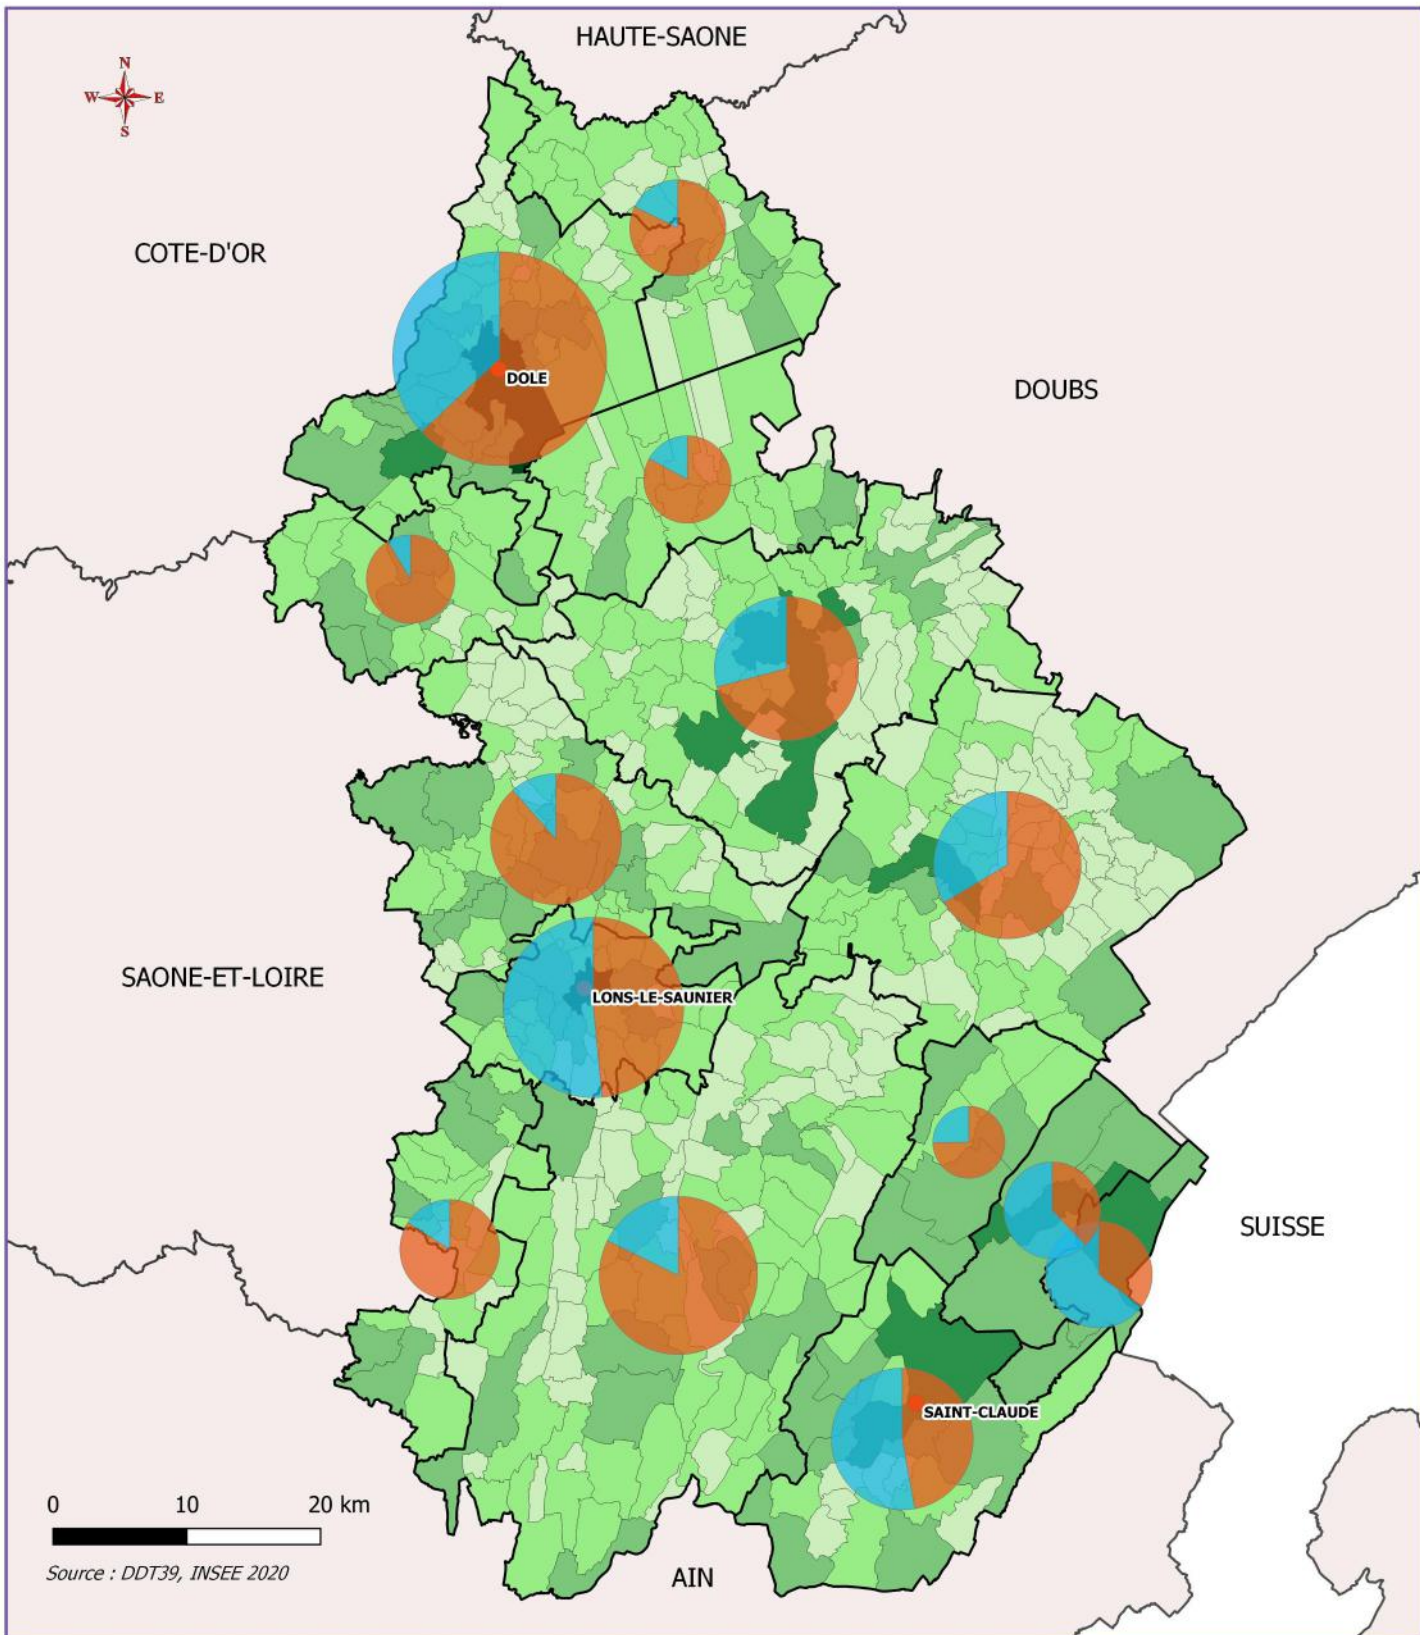 HAUTE-SAONE
N
W E
S
COTE-D'OR
DOLE
DOUBS
SAONE-ET-LOIRE
LONS-LE-SAUNIER
SUISSE
SAINT-CLAUDE
0 10 20 km
Source : DDT39, INSEE 2020
AIN